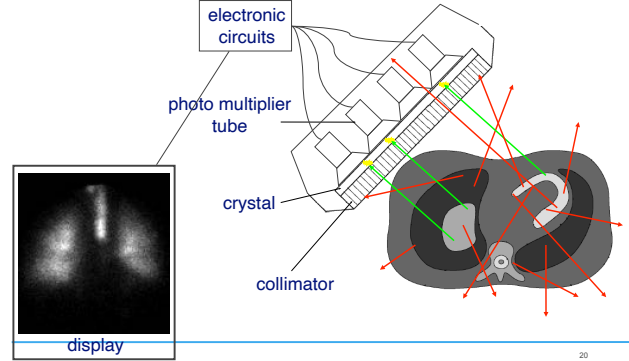 electronic
circuits
photo multiplier
tube
crystal
collimator
display
20